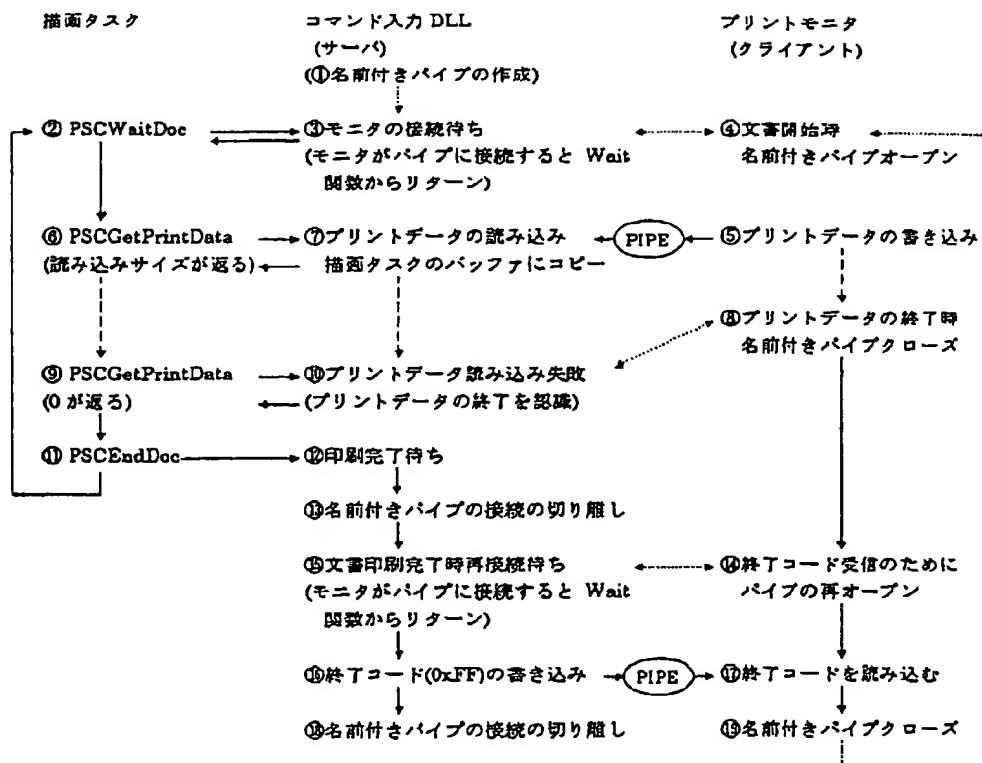 描画タスク
コマンド入力 DLL
(サーバ)
プリントモニタ
(クライアント)
(①名前付きパイプの作成)
② PSCWaitDoc
③モニタの接続待ち
(モニタがパイプに接続すると Wait
関数からリターン)
④文書開始時
名前付きパイプオープン
⑥ PSCGetPrintData
(読み込みサイズが返る)
⑦プリントデータの読み込み
描画タスクのバッファにコピー
PIPE
⑤プリントデータの書き込み
⑧プリントデータの終了時
名前付きパイプクローズ
⑨ PSCGetPrintData
(0 が返る)
⑩プリントデータ読み込み失敗
(プリントデータの終了を認識)
⑪ PSCEndDoc
⑫印刷完了待ち
⑬名前付きパイプの接続の切り離し
⑮文書印刷完了時再接続待ち
(モニタがパイプに接続すると Wait
関数からリターン)
⑭終了コード受信のために
パイプの再オープン
⑯終了コード(0xFF)の書き込み
PIPE
⑰終了コードを読み込む
⑱名前付きパイプの接続の切り離し
⑲名前付きパイプクローズ